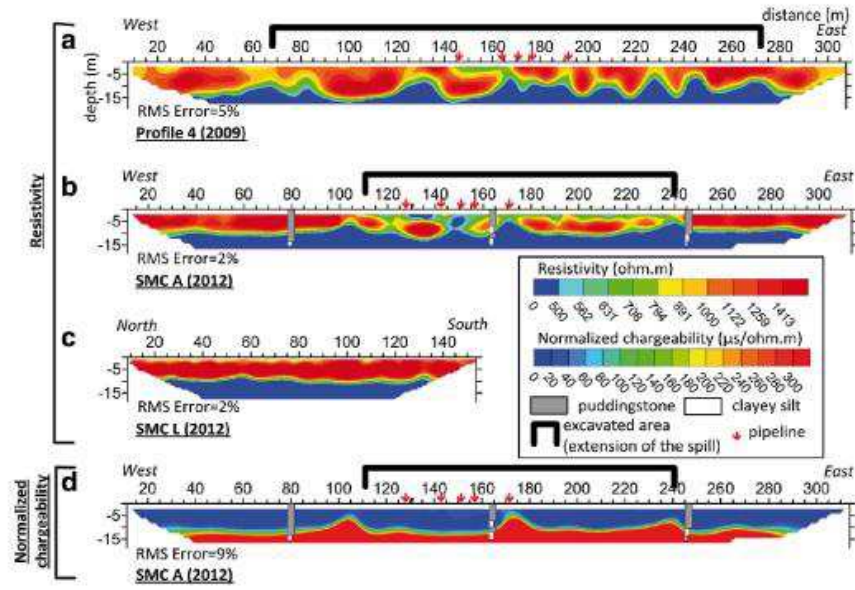 distance [m]
West
East
a
20 40 60 80 100 120 140 160 180 200 220 240 260 280 300
-5
-15
depth (m)
RMS Error=5%
Profile 4 (2009)
Resistivity
b
West
East
20 40 60 80 100 120 140 160 180 200 220 240 260 280 300
-5
-15
RMS Error=2%
SMC A (2012)
c
North
South
20 40 60 80 100 120 140
-5
-15
RMS Error=2%
SMC L (2012)
Resistivity (ohm.m)
0 500 562 631 708 794 891 1000 1122 1259 1413
Normalized chargeability (µs/ohm.m)
0 20 40 60 80 100 120 140 160 180 200 220 240 260 280 300
puddingstone
clayey silt
excavated area
(extension of the spill)
pipeline
d
Normalized
chargeability
West
East
20 40 60 80 100 120 140 160 180 200 220 240 260 280 300
-5
-15
RMS Error=9%
SMC A (2012)